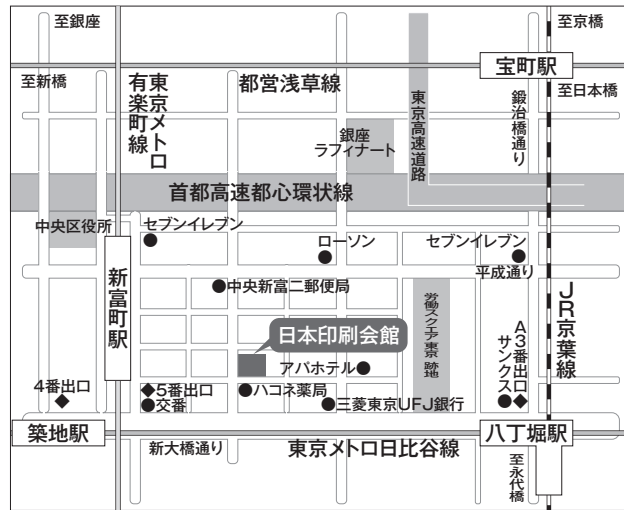 至銀座
至京橋
宝町駅
至新橋
都営浅草線
至日本橋
東京メトロ
有楽町線
東京高速道路
鍛冶橋通り
銀座
ラフィナート
首都高速都心環状線
中央区役所
セブンイレブン
ローソン
セブンイレブン
平成通り
新富町駅
中央新富二郵便局
労働スクエア東京 跡地
JR京葉線
日本印刷会館
アパホテル
A3番出口
サンクス
4番出口
5番出口
交番
ハコネ薬局
三菱東京UFJ銀行
築地駅
新大橋通り
東京メトロ日比谷線
八丁堀駅
至永代橋